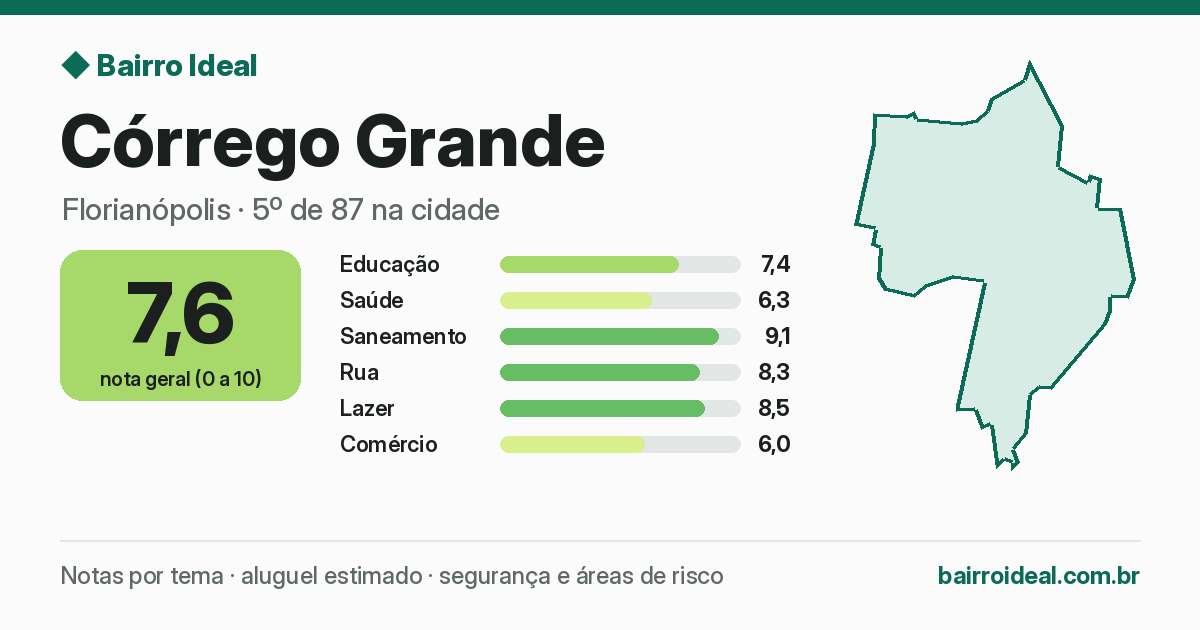 Bairro Ideal
Córrego Grande
Florianópolis · 5º de 87 na cidade
7,6
nota geral (0 a 10)
Educação 7,4
Saúde 6,3
Saneamento 9,1
Rua 8,3
Lazer 8,5
Comércio 6,0
Notas por tema · aluguel estimado · segurança e áreas de risco
bairroideal.com.br